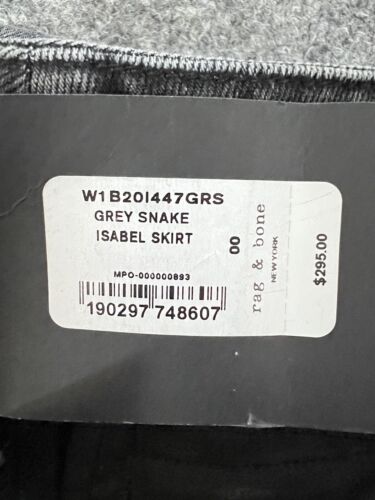 W1B20I447GRS
GREY SNAKE
ISABEL SKIRT
00
MPO-000000893
190297 748607
rag & bone
NEW YORK
$295.00